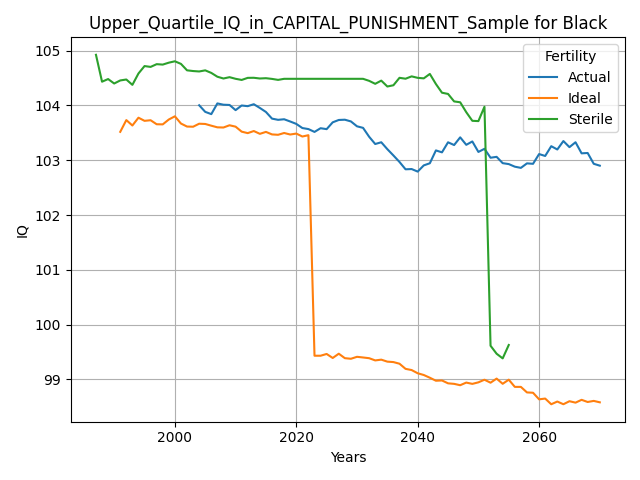 Upper_Quartile_IQ_in_CAPITAL_PUNISHMENT_Sample for Black
105
104
103
102
101
100
99
IQ
2000
2020
2040
2060
Years
Fertility
Actual
Ideal
Sterile